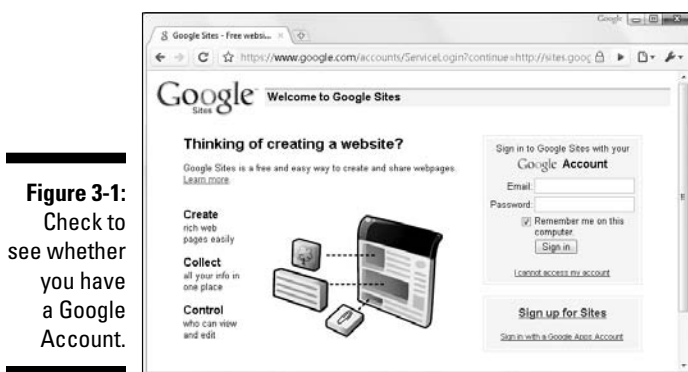 Figure 3-1:
Check to
see whether
you have
a Google
Account.
Google
Google Sites - Free websi...
https://www.google.com/accounts/ServiceLogin?continue=http://sites.goog
Google
Sites
Welcome to Google Sites
Thinking of creating a website?
Google Sites is a free and easy way to create and share webpages.
Learn more.
Create
rich web
pages easily
Collect
all your info in
one place
Control
who can view
and edit
Sign in to Google Sites with your
Google Account
Email:
Password:
Remember me on this
computer.
Sign in
I cannot access my account
Sign up for Sites
Sign in with a Google Apps Account